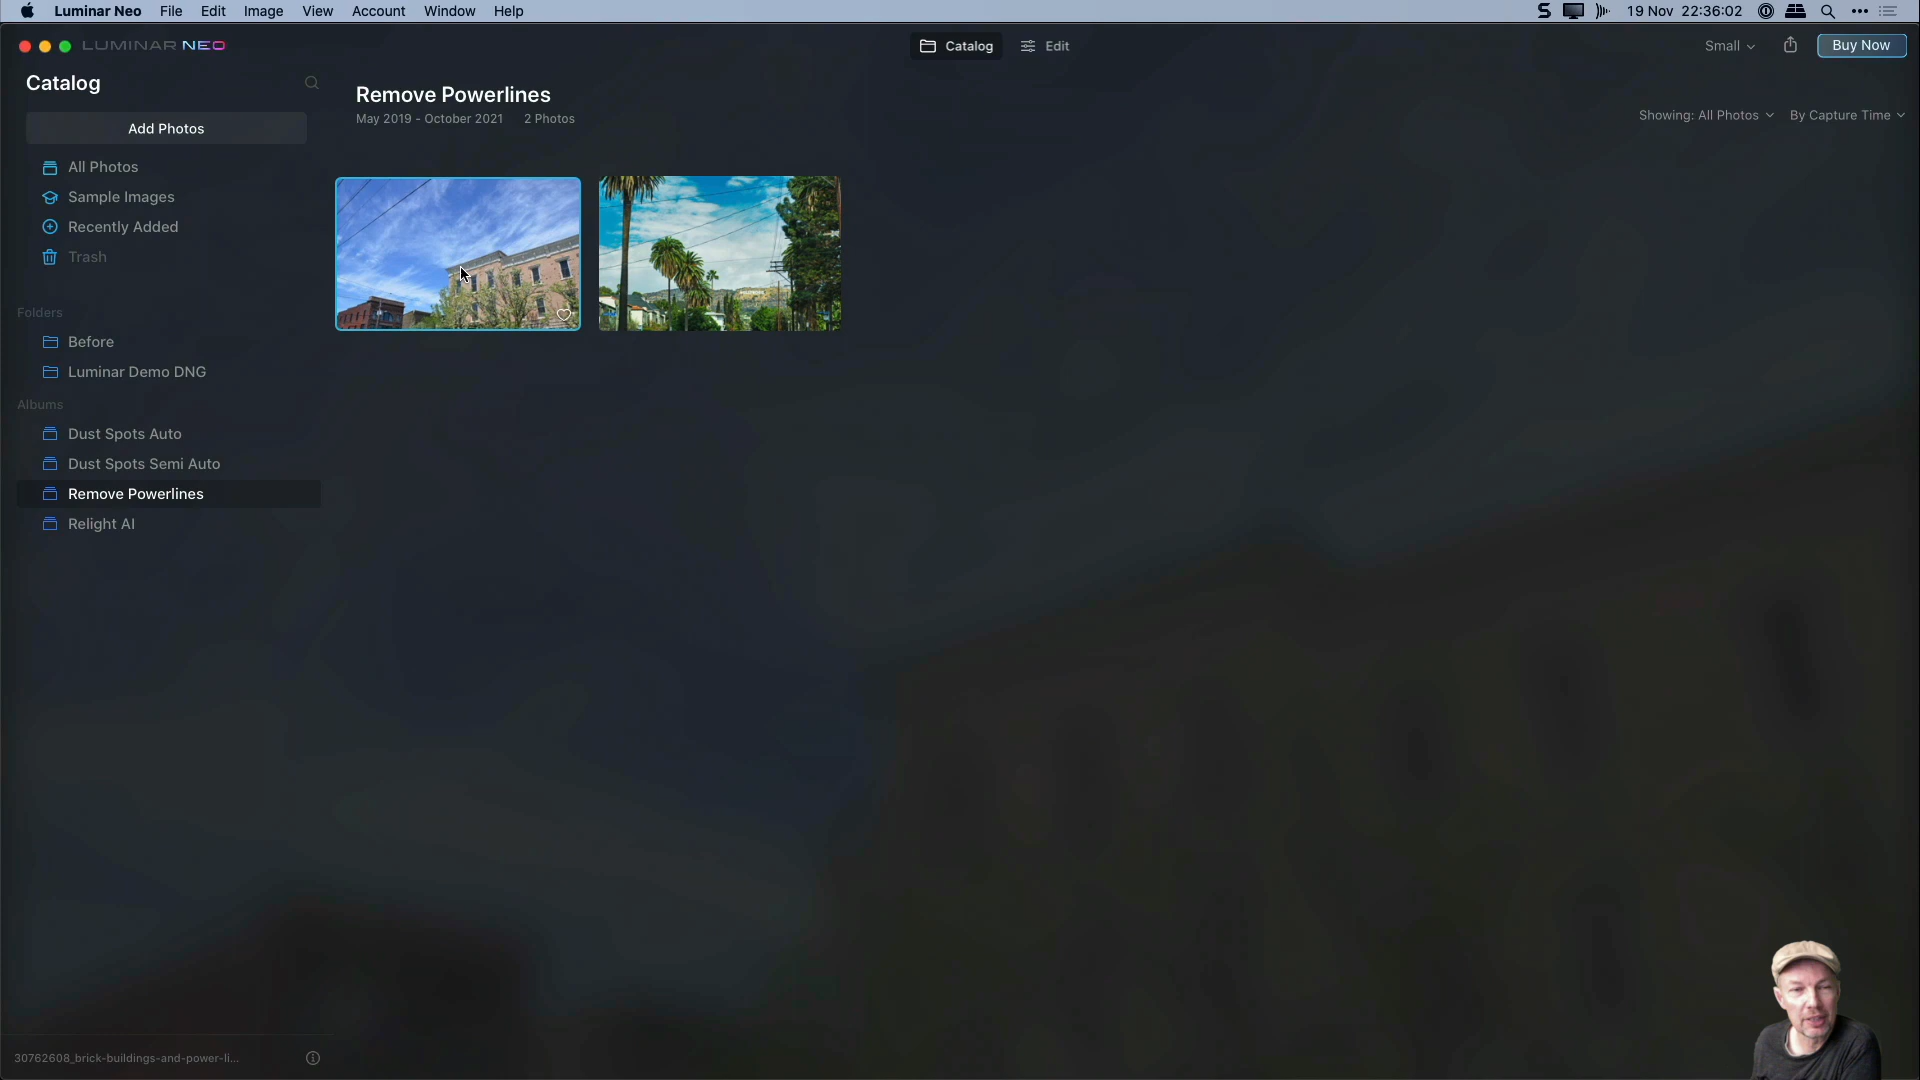 Luminar Neo File Edit Image View Account Window Help 19 Nov 22:36:02
LUMINAR NEO
Catalog Edit Small Buy Now
Catalog
Add Photos
All Photos
Sample Images
Recently Added
Trash
Folders
Before
Luminar Demo DNG
Albums
Dust Spots Auto
Dust Spots Semi Auto
Remove Powerlines
Relight AI
30762608_brick-buildings-and-power-li...
Remove Powerlines
May 2019 - October 2021 2 Photos
Showing: All Photos By Capture Time